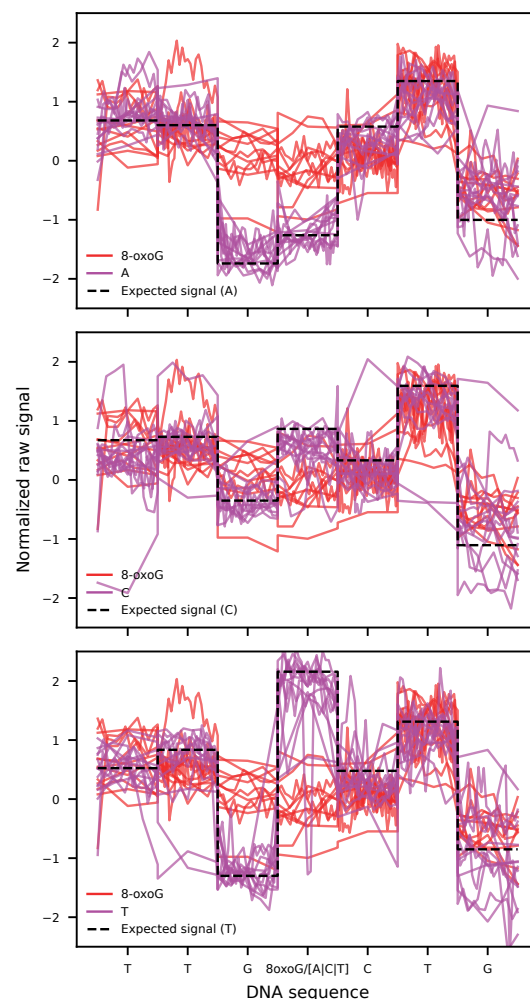 2
1
0
−1
−2
8-oxoG
A
Expected signal (A)
2
1
0
−1
−2
8-oxoG
C
Expected signal (C)
Normalized raw signal
2
1
0
−1
−2
8-oxoG
T
Expected signal (T)
T T G 8oxoG/[A|C|T] C T G
DNA sequence